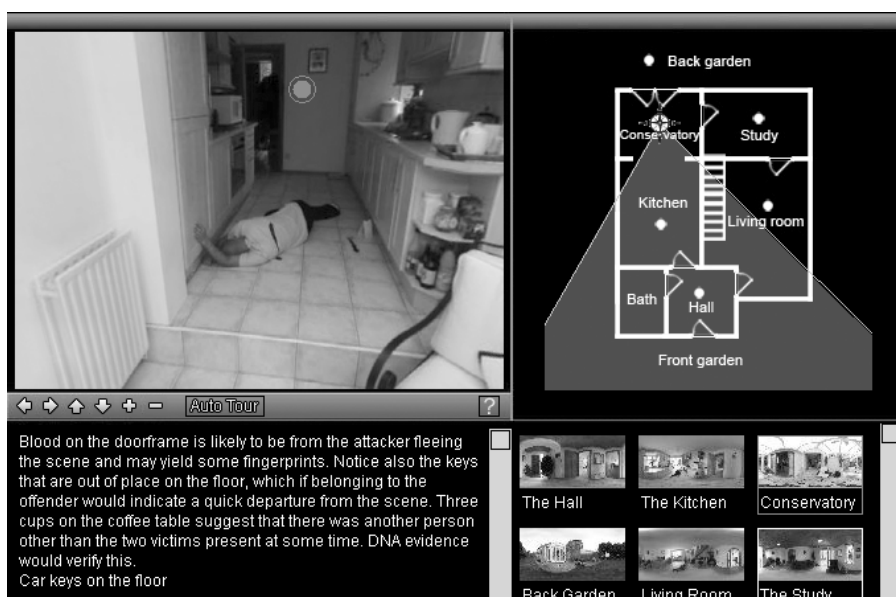 Back garden
Conservatory
Study
Kitchen
Living room
Bath
Hall
Front garden
Auto Tour
?
Blood on the doorframe is likely to be from the attacker fleeing
the scene and may yield some fingerprints. Notice also the keys
that are out of place on the floor, which if belonging to the
offender would indicate a quick departure from the scene. Three
cups on the coffee table suggest that there was another person
other than the two victims present at some time. DNA evidence
would verify this.
Car keys on the floor
The Hall
The Kitchen
Conservatory
Back Garden
Living Room
The Study